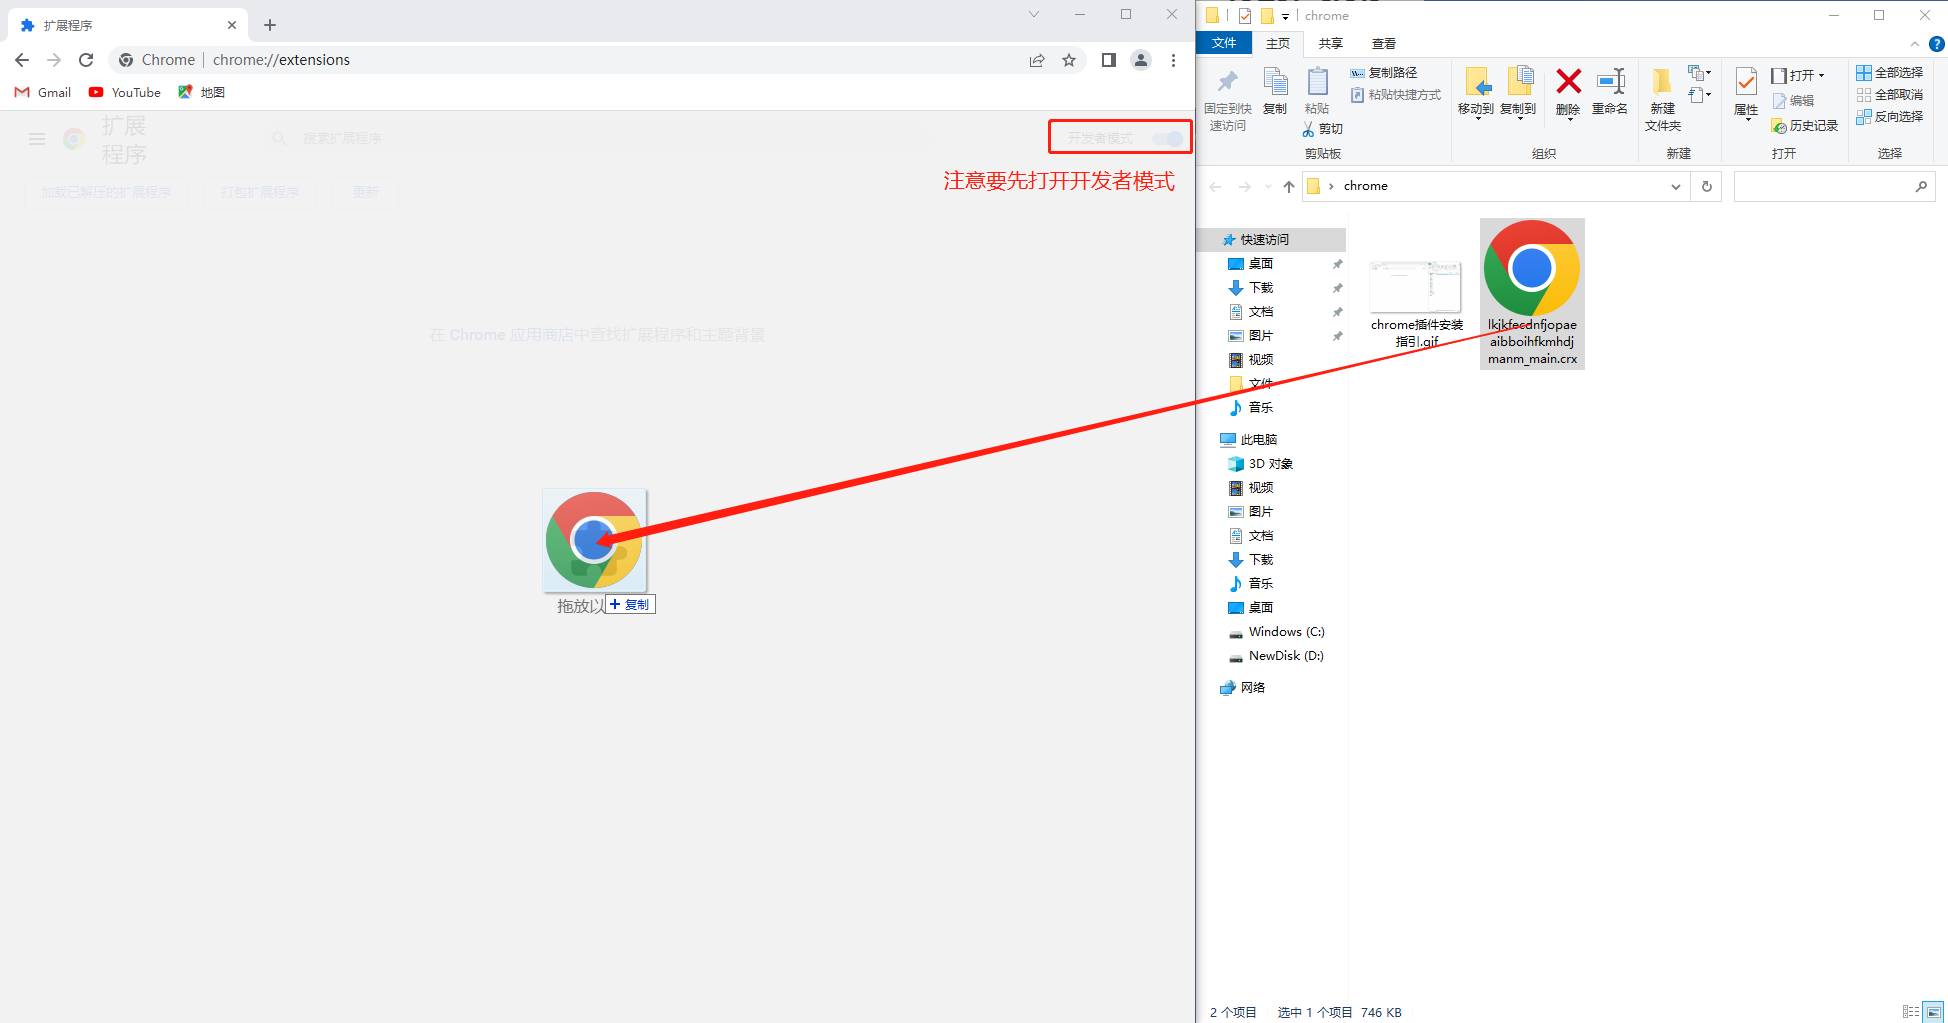 扩展程序
Chrome
chrome://extensions
Gmail
YouTube
地图
扩展
程序
搜索扩展程序
开发者模式
注意要先打开开发者模式
加载已解压的扩展程序
打包扩展程序
更新
在 Chrome 应用商店中查找扩展程序和主题背景
拖放以
复制
chrome
文件
主页
共享
查看
固定到快
速访问
复制
粘贴
复制路径
粘贴快捷方式
剪切
剪贴板
移动到
复制到
删除
重命名
组织
新建
文件夹
新建
属性
打开
编辑
历史记录
打开
全部选择
全部取消
反向选择
选择
chrome
快速访问
桌面
下载
文档
图片
视频
文件
音乐
此电脑
3D 对象
视频
图片
文档
下载
音乐
桌面
Windows (C:)
NewDisk (D:)
网络
chrome插件安装
指引.gif
lkjkfecdnfjopae
aibboihfkmhdj
manm_main.crx
2 个项目
选中 1 个项目
746 KB